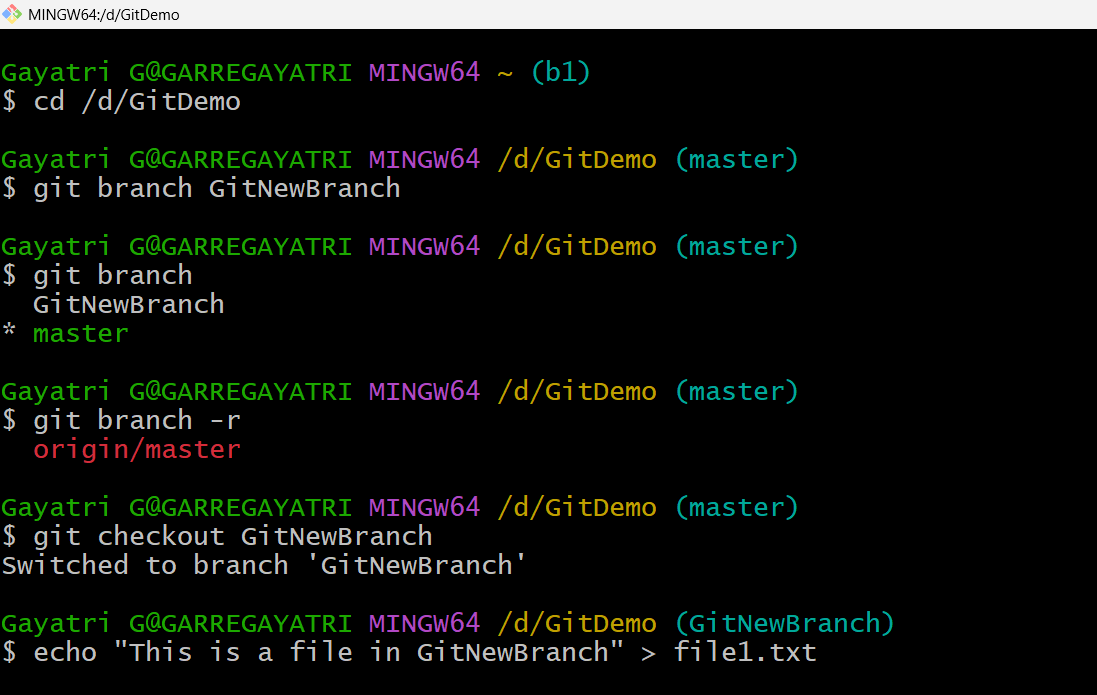 MINGW64:/d/GitDemo
Gayatri G@GARREGAYATRI MINGW64 ~ (b1)
$ cd /d/GitDemo
Gayatri G@GARREGAYATRI MINGW64 /d/GitDemo (master)
$ git branch GitNewBranch
Gayatri G@GARREGAYATRI MINGW64 /d/GitDemo (master)
$ git branch
  GitNewBranch
* master
Gayatri G@GARREGAYATRI MINGW64 /d/GitDemo (master)
$ git branch -r
  origin/master
Gayatri G@GARREGAYATRI MINGW64 /d/GitDemo (master)
$ git checkout GitNewBranch
Switched to branch 'GitNewBranch'
Gayatri G@GARREGAYATRI MINGW64 /d/GitDemo (GitNewBranch)
$ echo "This is a file in GitNewBranch" > file1.txt